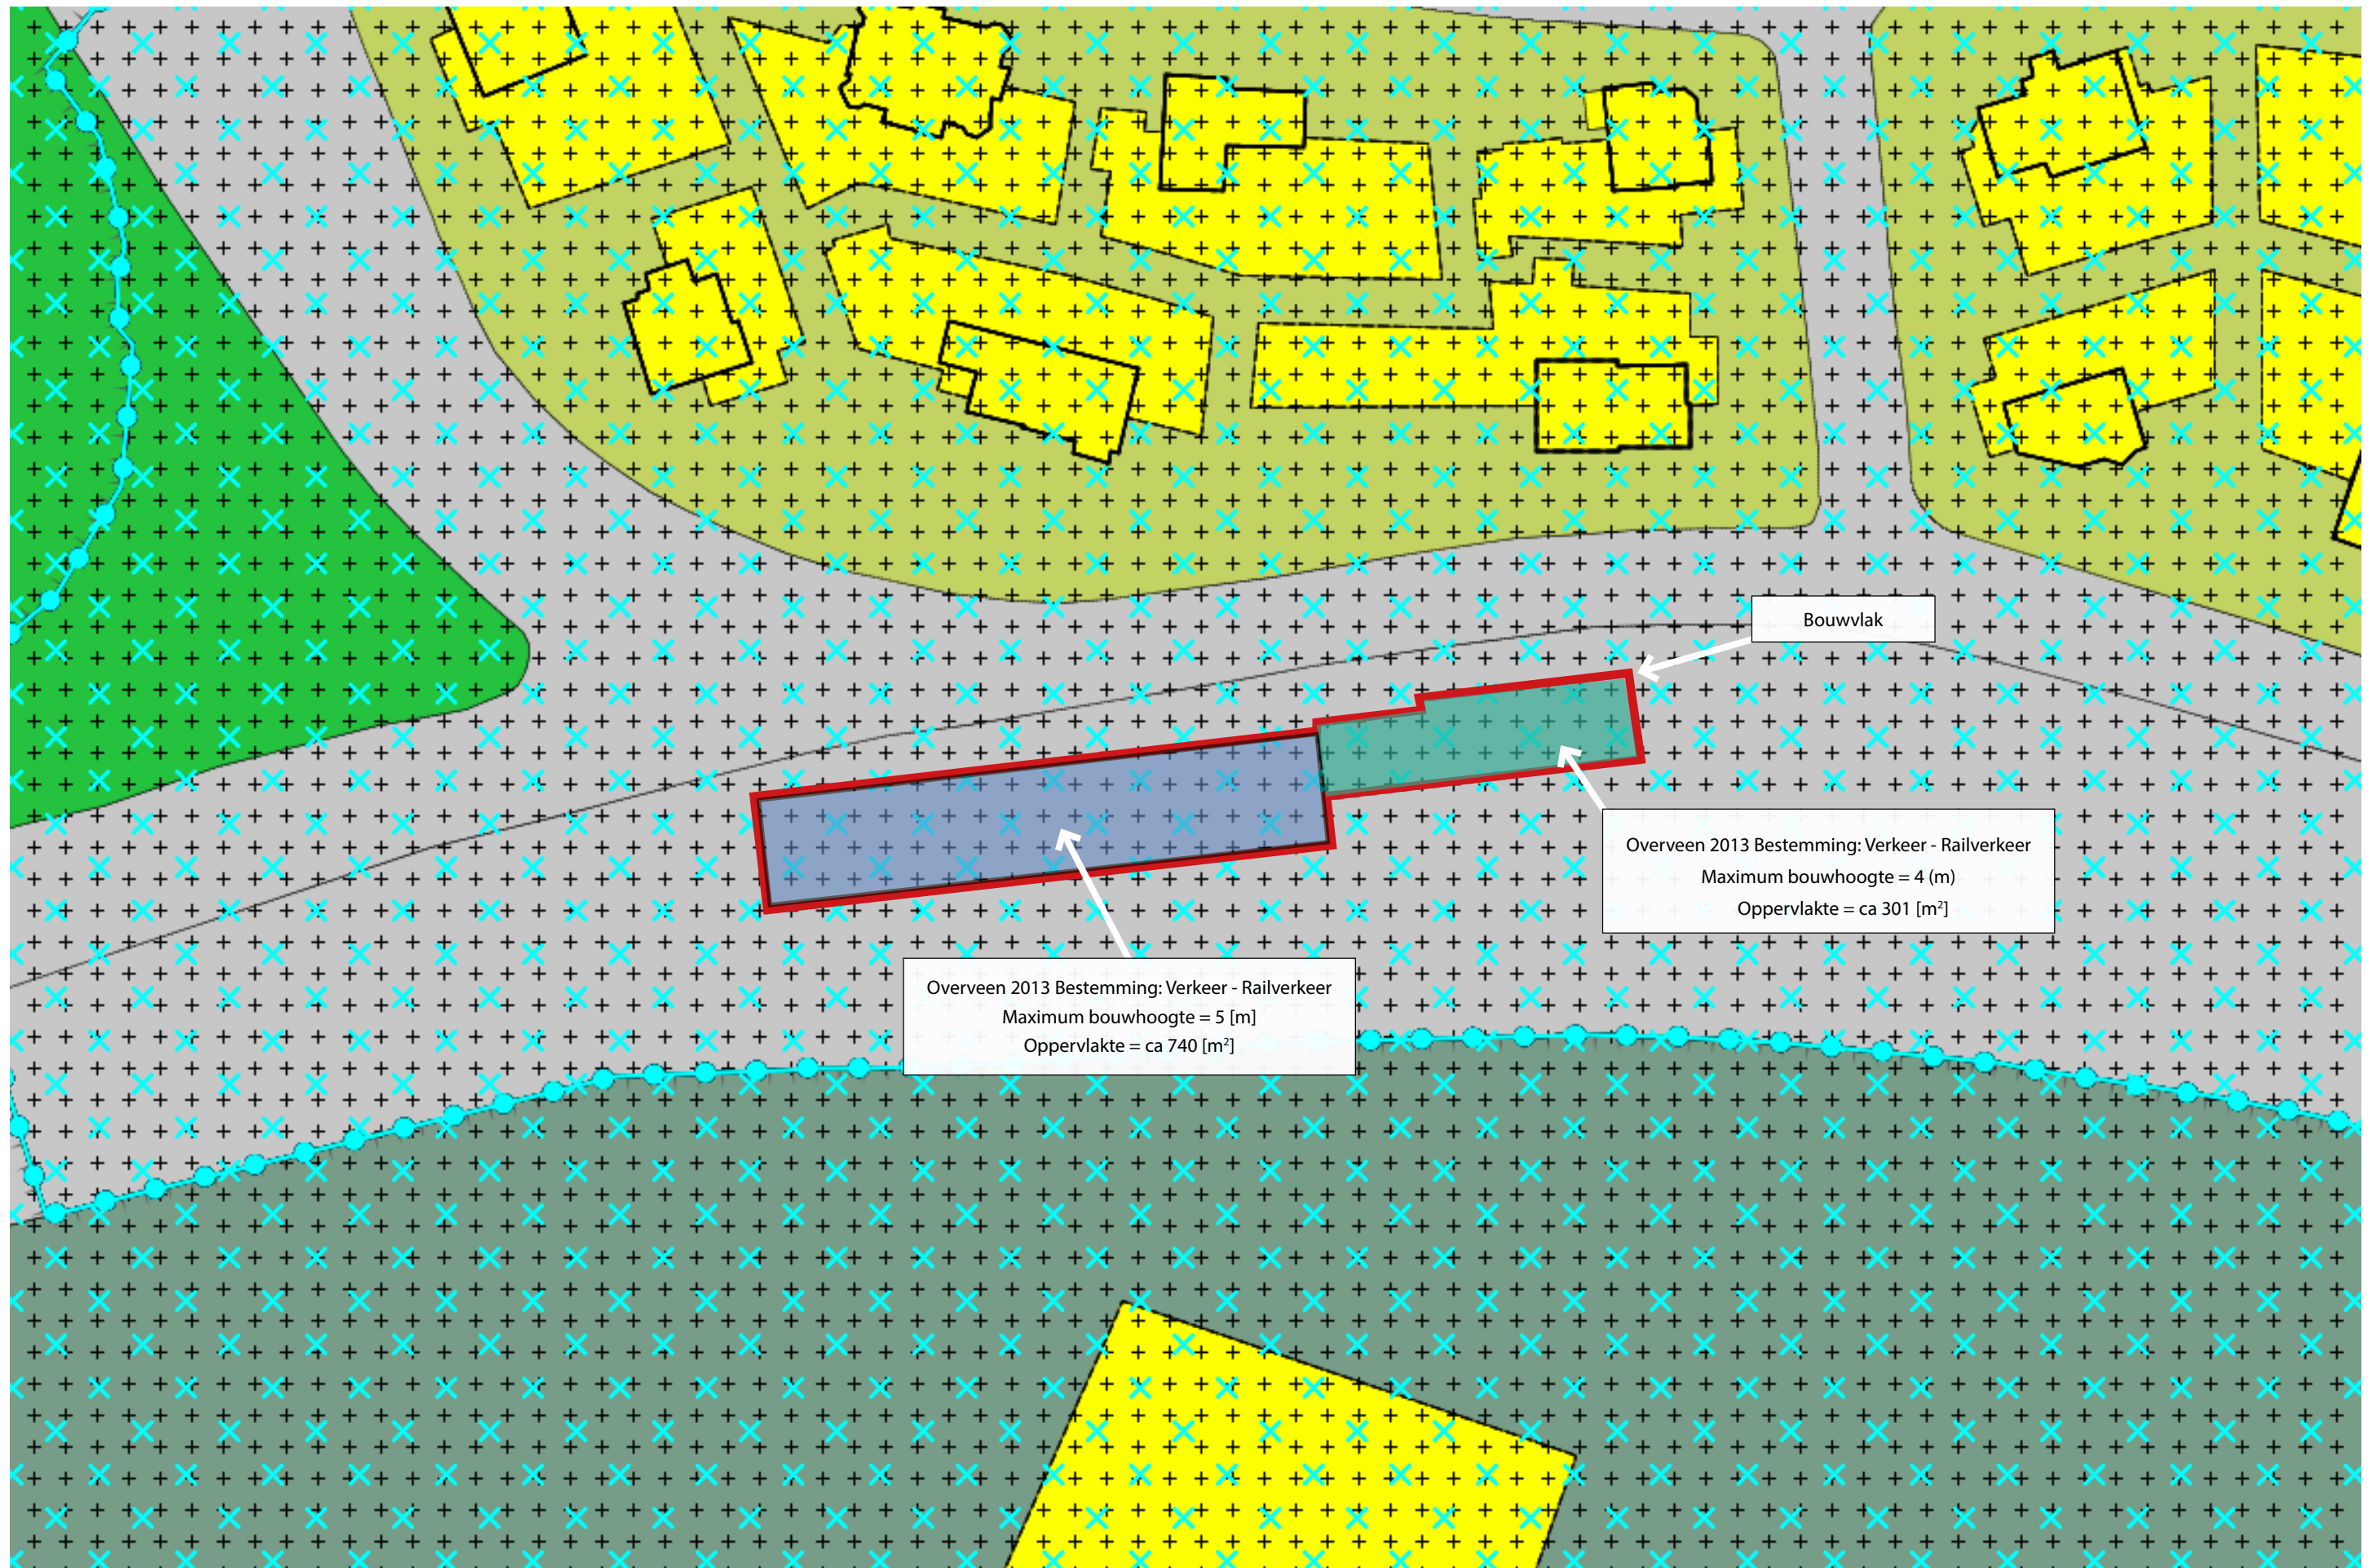 Bouwvlak
Overveen 2013 Bestemming: Verkeer - Railverkeer
Maximum bouwhoogte = 4 (m)
Oppervlakte = ca 301 [m²]
Overveen 2013 Bestemming: Verkeer - Railverkeer
Maximum bouwhoogte = 5 [m]
Oppervlakte = ca 740 [m²]